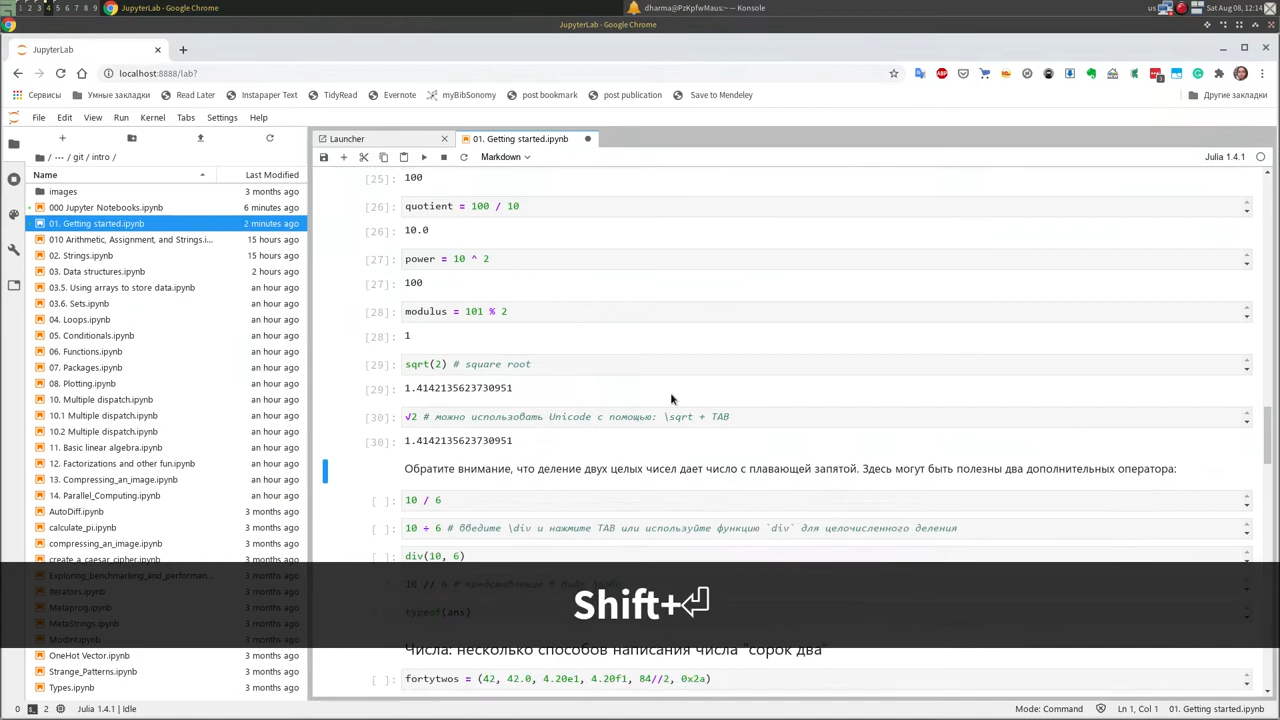 1 2 3 4 5 6 7 8 9 JupyterLab - Google Chrome dharma@PzKpfwMaus:~ — Konsole us Sat Aug 08, 12:14
JupyterLab - Google Chrome
JupyterLab
localhost:8888/lab?
Сервисы Умные закладки Read Later Instapaper Text TidyRead Evernote myBibSonomy post bookmark post publication Save to Mendeley Другие закладки
File Edit View Run Kernel Tabs Settings Help
Launcher 01. Getting started.ipynb
/ ··· / git / intro / Markdown Julia 1.4.1
Name Last Modified
images 3 months ago
000 Jupyter Notebooks.ipynb 6 minutes ago
01. Getting started.ipynb 2 minutes ago
010 Arithmetic, Assignment, and Strings.i... 15 hours ago
02. Strings.ipynb 15 hours ago
03. Data structures.ipynb 2 hours ago
03.5. Using arrays to store data.ipynb an hour ago
03.6. Sets.ipynb an hour ago
04. Loops.ipynb an hour ago
05. Conditionals.ipynb an hour ago
06. Functions.ipynb an hour ago
07. Packages.ipynb an hour ago
08. Plotting.ipynb an hour ago
10. Multiple dispatch.ipynb an hour ago
10.1 Multiple dispatch.ipynb an hour ago
10.2 Multiple dispatch.ipynb an hour ago
11. Basic linear algebra.ipynb an hour ago
12. Factorizations and other fun.ipynb an hour ago
13. Compressing_an_image.ipynb an hour ago
14. Parallel_Computing.ipynb an hour ago
AutoDiff.ipynb 3 months ago
calculate_pi.ipynb 3 months ago
compressing_an_image.ipynb 3 months ago
create_a_caesar_cipher.ipynb 3 months ago
Exploring_benchmarking_and_performan... 3 months ago
Iterators.ipynb 3 months ago
Metaprog.ipynb 3 months ago
MetaStrings.ipynb 3 months ago
ModInt.ipynb 3 months ago
OneHot Vector.ipynb 3 months ago
Strange_Patterns.ipynb 3 months ago
Types.ipynb 3 months ago
[25]: 100
[26]: quotient = 100 / 10
[26]: 10.0
[27]: power = 10 ^ 2
[27]: 100
[28]: modulus = 101 % 2
[28]: 1
[29]: sqrt(2) # square root
[29]: 1.4142135623730951
[30]: √2 # можно использовать Unicode с помощью: \sqrt + TAB
[30]: 1.4142135623730951
Обратите внимание, что деление двух целых чисел дает число с плавающей запятой. Здесь могут быть полезны два дополнительных оператора:
[ ]: 10 / 6
[ ]: 10 ÷ 6 # введите \div и нажмите TAB или используйте функцию `div` для целочисленного деления
[ ]: div(10, 6)
[ ]: 10 // 6 # представление в виде дроби
[ ]: typeof(ans)
Shift+⏎
Числа: несколько способов написания числа "сорок два"
[ ]: fortytwos = (42, 42.0, 4.20e1, 4.20f1, 84//2, 0x2a)
0 2 Julia 1.4.1 | Idle Mode: Command Ln 1, Col 1 01. Getting started.ipynb